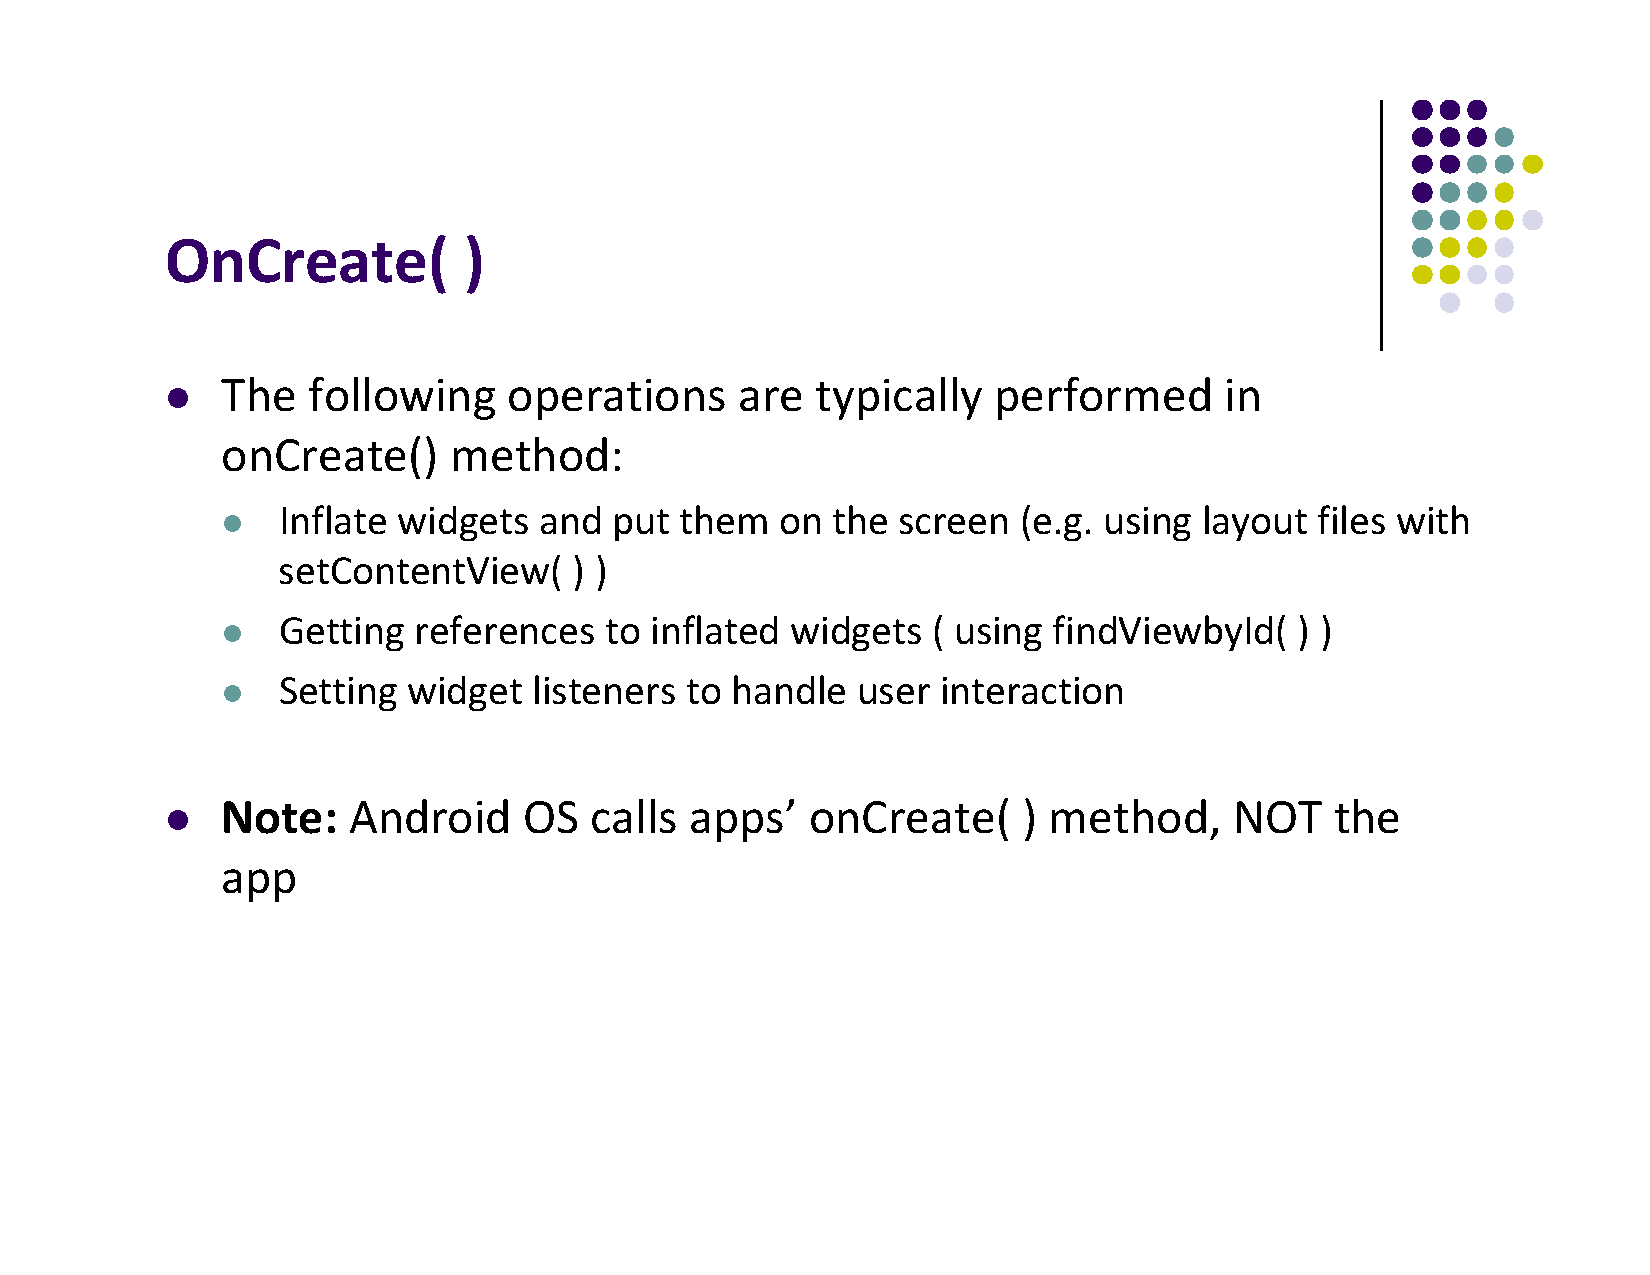 OnCreate( )
● The following operations are typically performed in
onCreate() method:
● Inflate widgets and put them on the screen (e.g. using layout files with
setContentView( ) )
● Getting references to inflated widgets ( using findViewbyId( ) )
● Setting widget listeners to handle user interaction
● Note: Android OS calls apps’ onCreate( ) method, NOT the
app